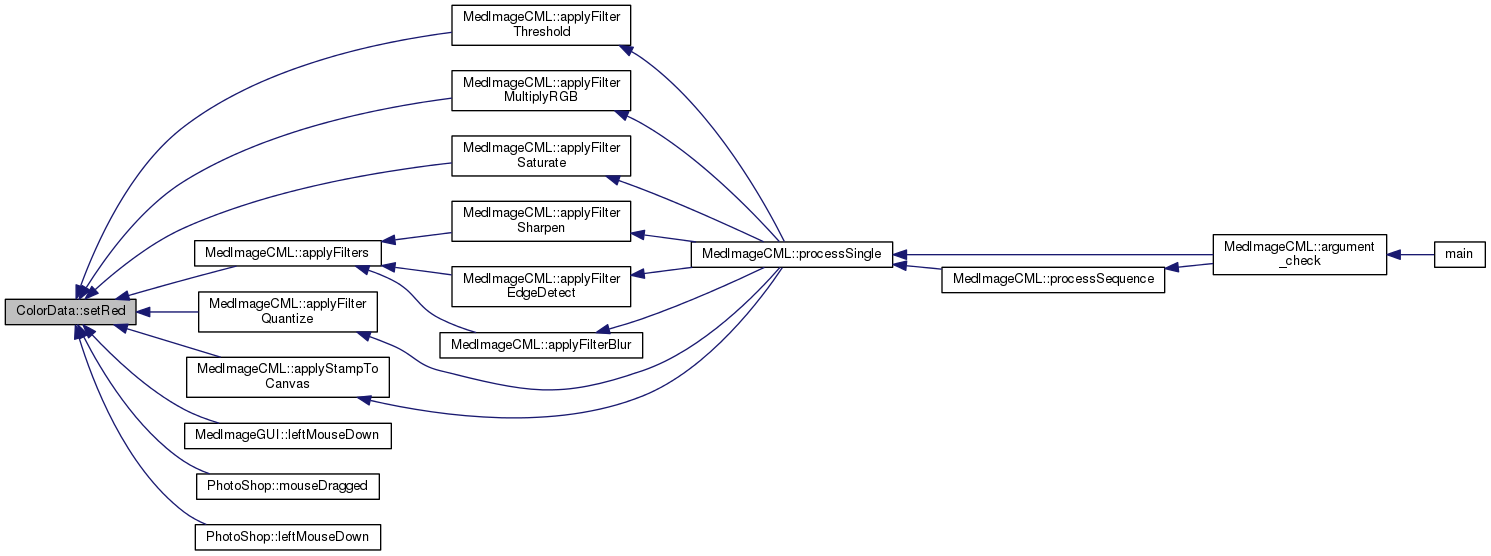 MedImageCML::applyFilter
Threshold
MedImageCML::applyFilter
MultiplyRGB
MedImageCML::applyFilter
Saturate
MedImageCML::applyFilter
Sharpen
MedImageCML::applyFilters
MedImageCML::processSingle
MedImageCML::argument
_check
main
MedImageCML::applyFilter
EdgeDetect
MedImageCML::processSequence
ColorData::setRed
MedImageCML::applyFilter
Quantize
MedImageCML::applyFilterBlur
MedImageCML::applyStampTo
Canvas
MedImageGUI::leftMouseDown
PhotoShop::mouseDragged
PhotoShop::leftMouseDown